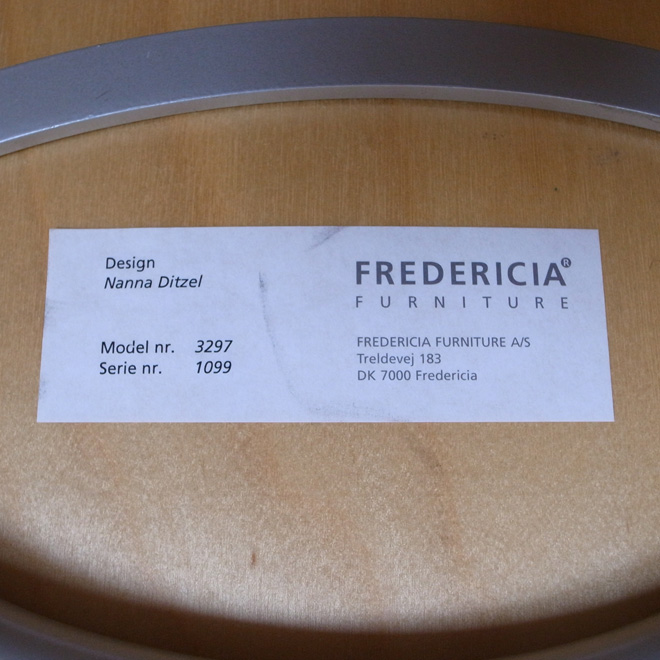 Design
Nanna Ditzel
Model nr. 3297
Serie nr. 1099
FREDERICIA®
FURNITURE
FREDERICIA FURNITURE A/S
Treldevej 183
DK 7000 Fredericia